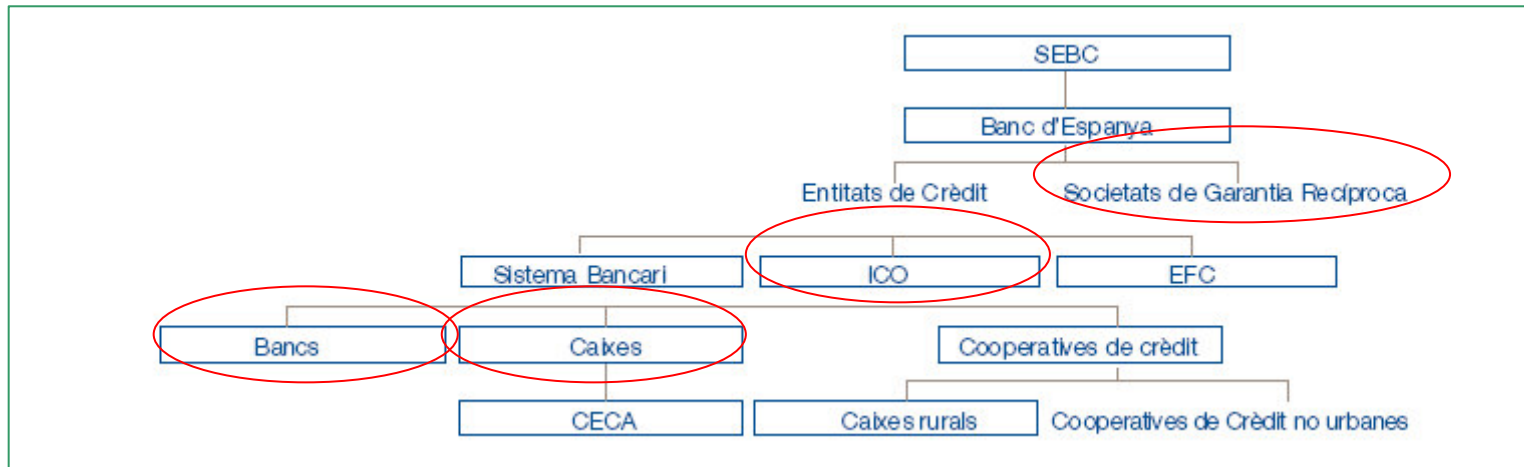 SEBC
Banc d'Espanya
Entitats de Crèdit
Societats de Garantia Recíproca
Sistema Bancari
ICO
EFC
Bancs
Caixes
Cooperatives de crèdit
CECA
Caixes rurals
Cooperatives de Crèdit no urbanes